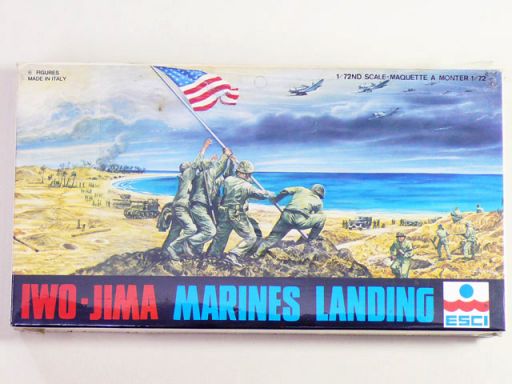 FIGURES
MADE IN ITALY
1/72ND SCALE-MAQUETTE A MONTER 1/72
IWO-JIMA MARINES LANDING
ESCI